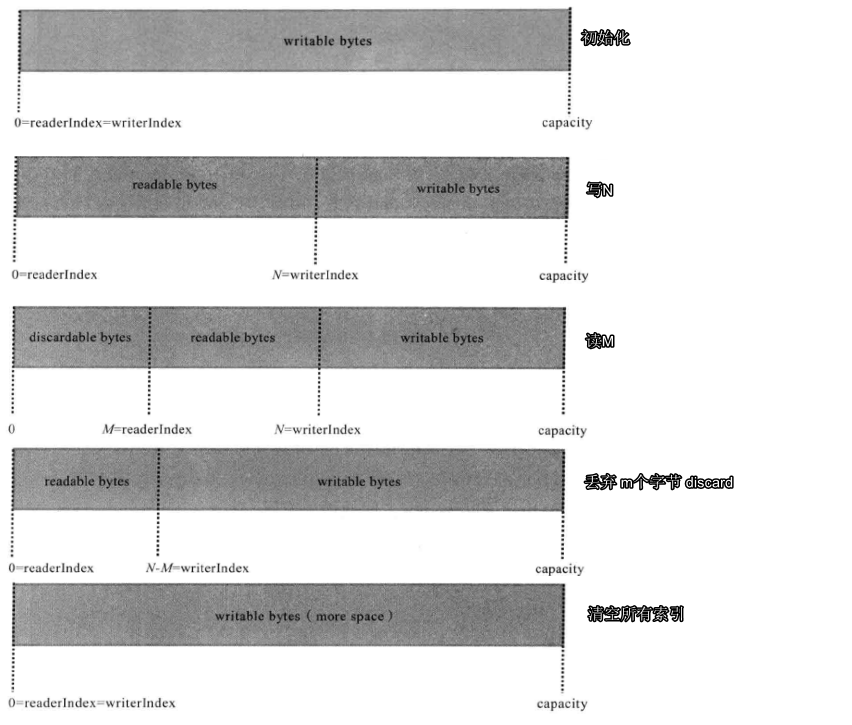 writable bytes
初始化
0=readerIndex=writerIndex capacity
readable bytes writable bytes
写N
0=readerIndex N=writerIndex capacity
discardable bytes readable bytes writable bytes
读M
0 M=readerIndex N=writerIndex capacity
readable bytes writable bytes
丢弃 m个字节 discard
0=readerIndex N-M=writerIndex capacity
writable bytes（more space）
清空所有索引
0=readerIndex=writerIndex capacity